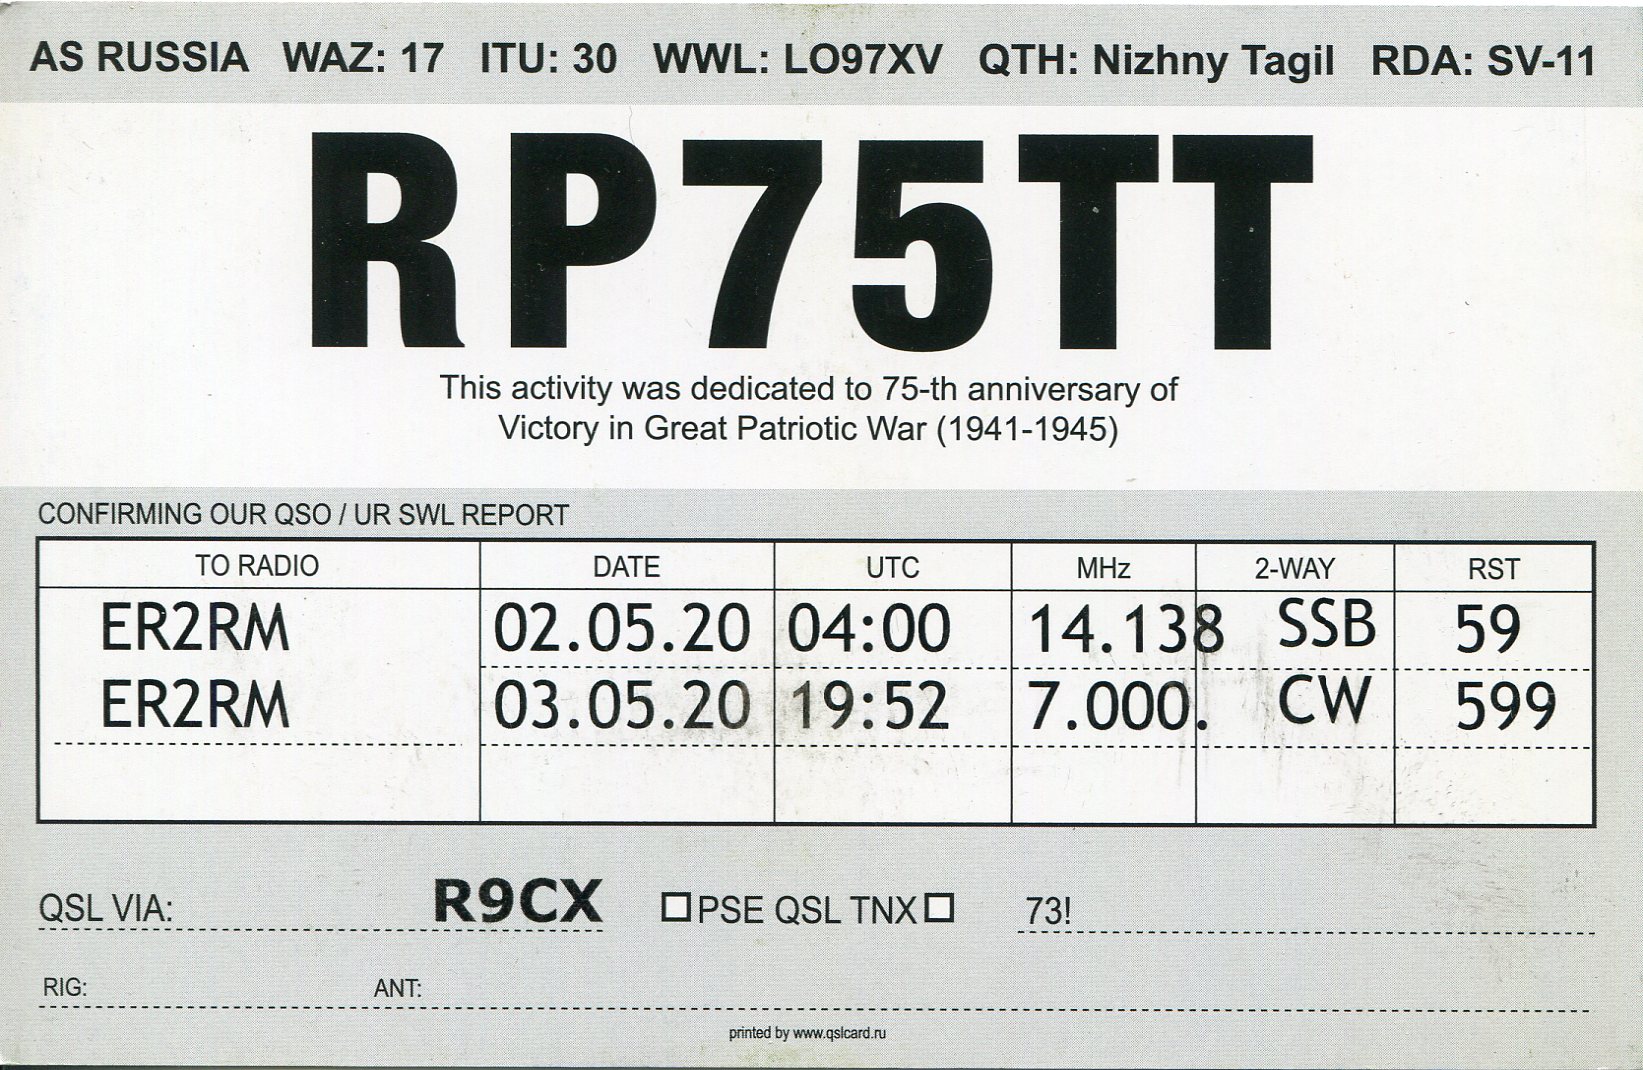 AS RUSSIA WAZ: 17 ITU: 30 WWL: LO97XV QTH: Nizhny Tagil RDA: SV-11
RP75TT
This activity was dedicated to 75-th anniversary of
Victory in Great Patriotic War (1941-1945)
CONFIRMING OUR QSO / UR SWL REPORT
TO RADIO DATE UTC MHz 2-WAY RST
ER2RM 02.05.20 04:00 14.138 SSB 59
ER2RM 03.05.20 19:52 7.000. CW 599
QSL VIA: R9CX PSE QSL TNX 73!
RIG: ANT:
printed by www.qslcard.ru